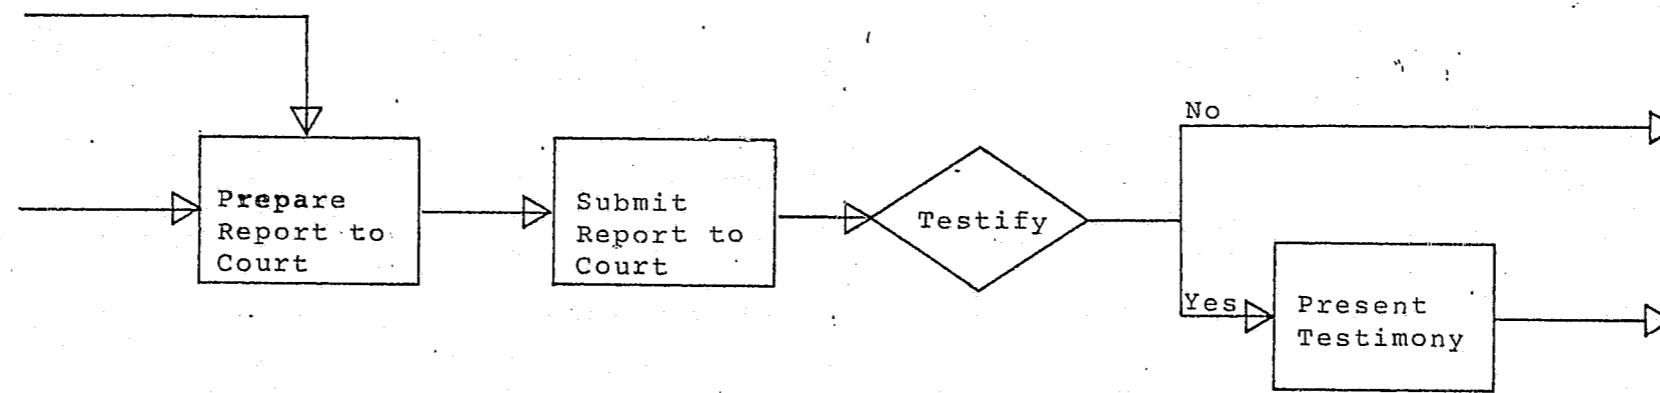 Prepare
Report to
Court
Submit
Report to
Court
Testify
No
Yes
Present
Testimony